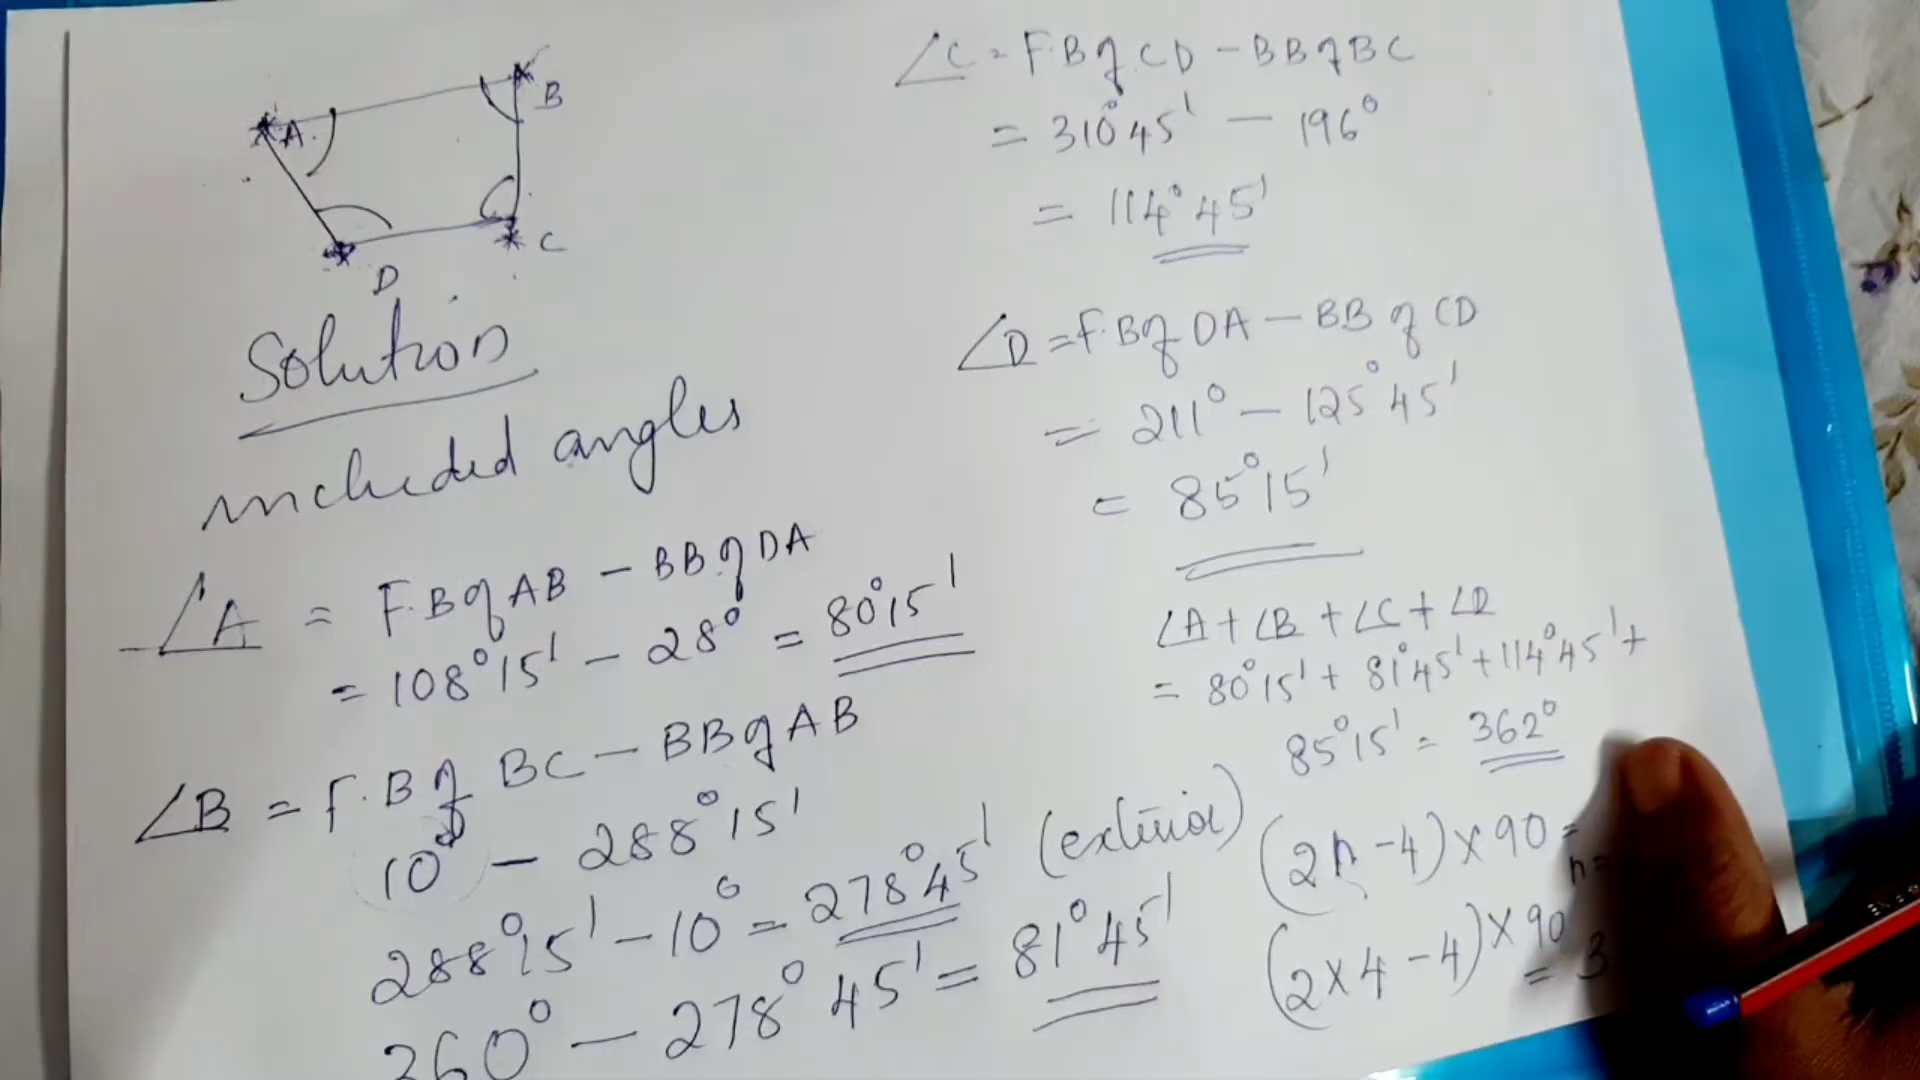 A
B
C
D
Solution
included angles
∠A = F.B of AB - BB of DA
= 108°15' - 28° = 80°15'
∠B = F.B of BC - BB of AB
10° - 288°15'
288°15' - 10° = 278°45' (exterior)
360° - 278°45' = 81°45'
∠C = F.B of CD - BB of BC
= 310°45' - 196°
= 114°45'
∠D = F.B of DA - BB of CD
= 211° - 125°45'
= 85°15'
∠A + ∠B + ∠C + ∠D
= 80°15' + 81°45' + 114°45' +
85°15' = 362°
(2n - 4) × 90 =
n =
(2×4 - 4) × 90
= 3